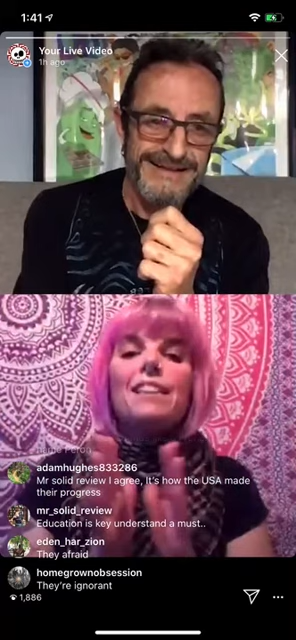 1:41
Your Live Video
1h ago
adamhughes833286
Mr solid review I agree, It's how the USA made
their progress
mr_solid_review
Education is key understand a must..
eden_har_zion
They afraid
homegrownobsession
They're ignorant
1,886